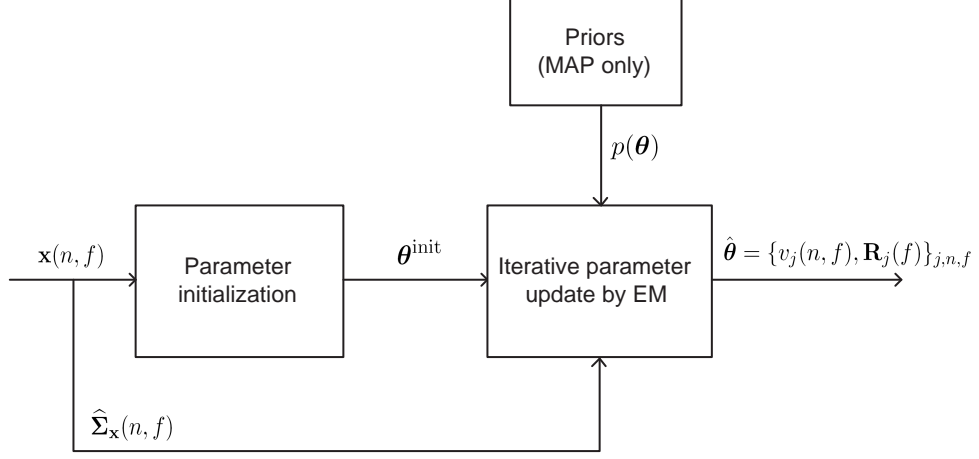 Priors
(MAP only)
p(θ)
x(n, f)
Parameter
initialization
θ^init
Iterative parameter
update by EM
θ̂ = {v_j(n, f), R_j(f)}_{j,n,f}
Σ̂_x(n, f)